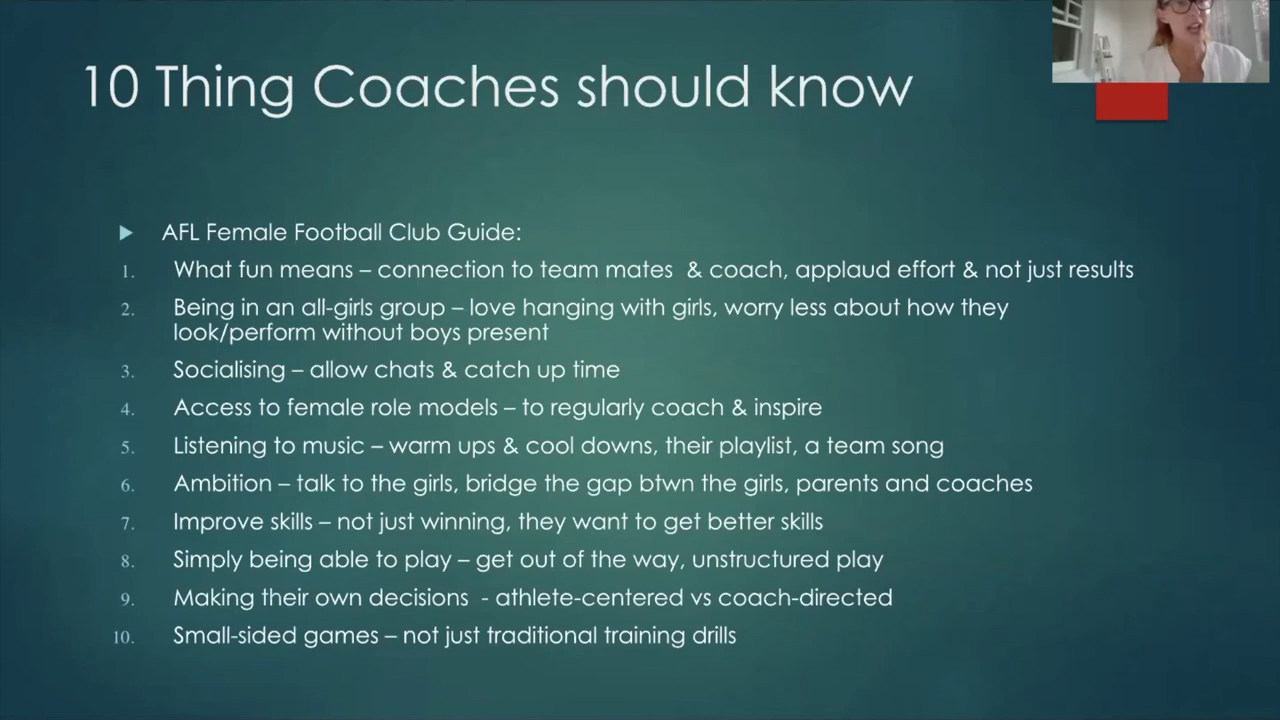 10 Thing Coaches should know
AFL Female Football Club Guide:
1. What fun means – connection to team mates & coach, applaud effort & not just results
2. Being in an all-girls group – love hanging with girls, worry less about how they
look/perform without boys present
3. Socialising – allow chats & catch up time
4. Access to female role models – to regularly coach & inspire
5. Listening to music – warm ups & cool downs, their playlist, a team song
6. Ambition – talk to the girls, bridge the gap btwn the girls, parents and coaches
7. Improve skills – not just winning, they want to get better skills
8. Simply being able to play – get out of the way, unstructured play
9. Making their own decisions - athlete-centered vs coach-directed
10. Small-sided games – not just traditional training drills